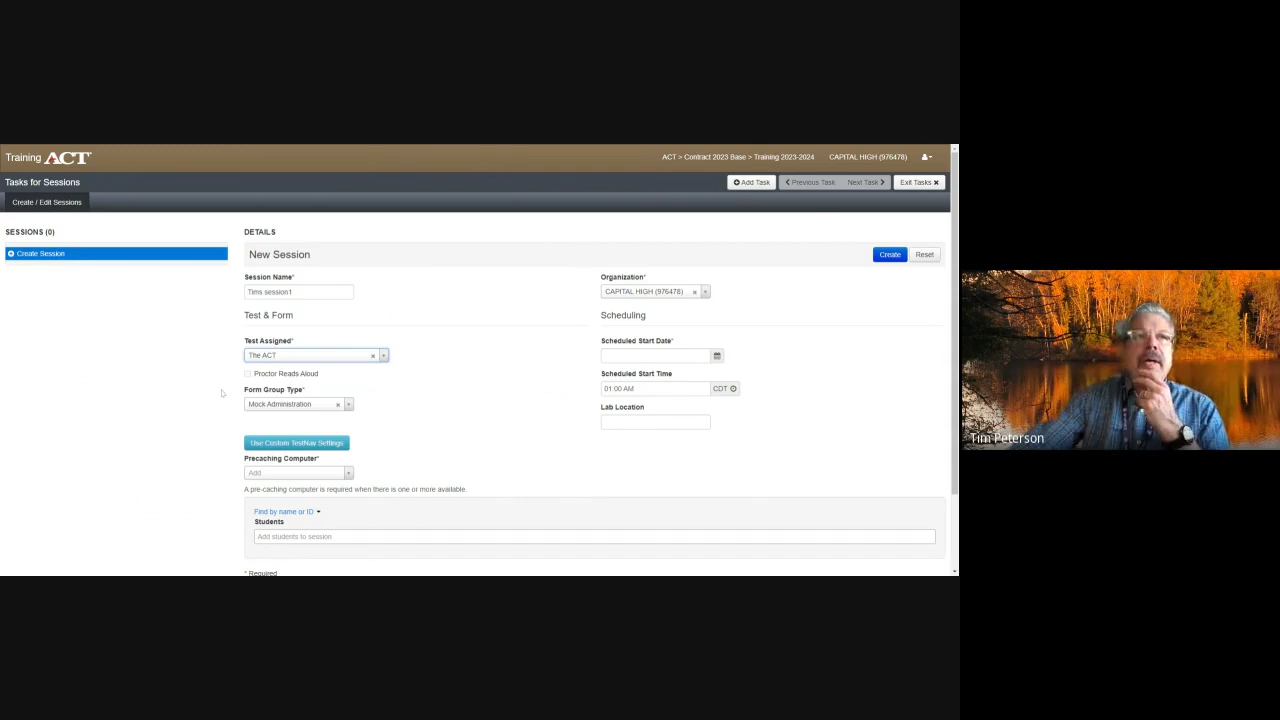 Training ACT
ACT > Contract 2023 Base > Training 2023-2024 CAPITAL HIGH (976478)
Tasks for Sessions
Add Task Previous Task Next Task Exit Tasks
Create / Edit Sessions
SESSIONS (0)
DETAILS
Create Session
New Session
Create Reset
Session Name*
Organization*
Tims session1
CAPITAL HIGH (976478)
Test & Form
Scheduling
Test Assigned*
Scheduled Start Date*
The ACT
Proctor Reads Aloud
Scheduled Start Time
Form Group Type*
01:00 AM CDT
Mock Administration
Lab Location
Use Custom TestNav Settings
Precaching Computer*
Add
A pre-caching computer is required when there is one or more available.
Find by name or ID
Students
Add students to session
* Required
Tim Peterson